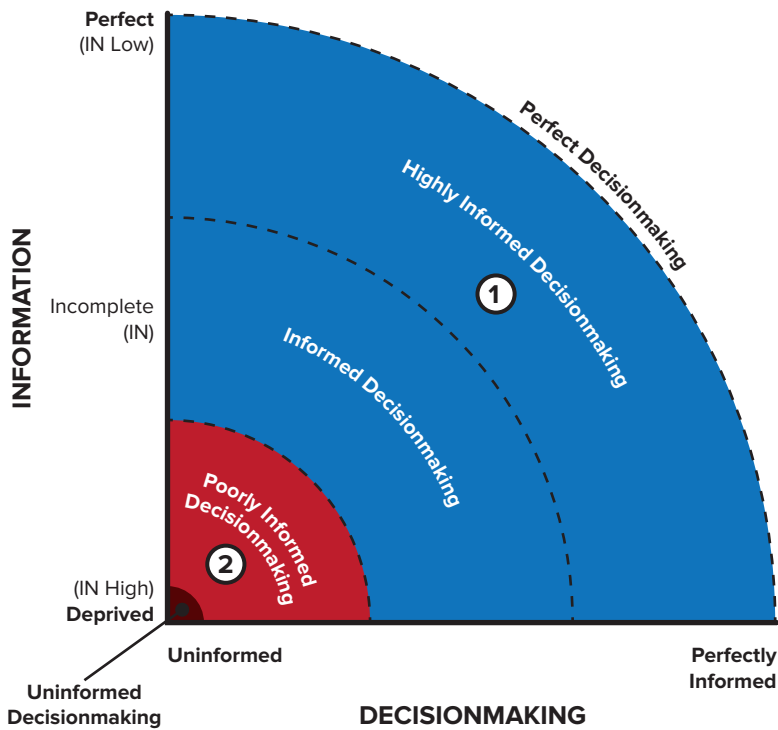 Perfect
(IN Low)
Perfect Decisionmaking
Highly Informed Decisionmaking
1
INFORMATION
Incomplete
(IN)
Informed Decisionmaking
Poorly Informed
Decisionmaking
2
(IN High)
Deprived
Uninformed
Perfectly
Informed
Uninformed
Decisionmaking
DECISIONMAKING